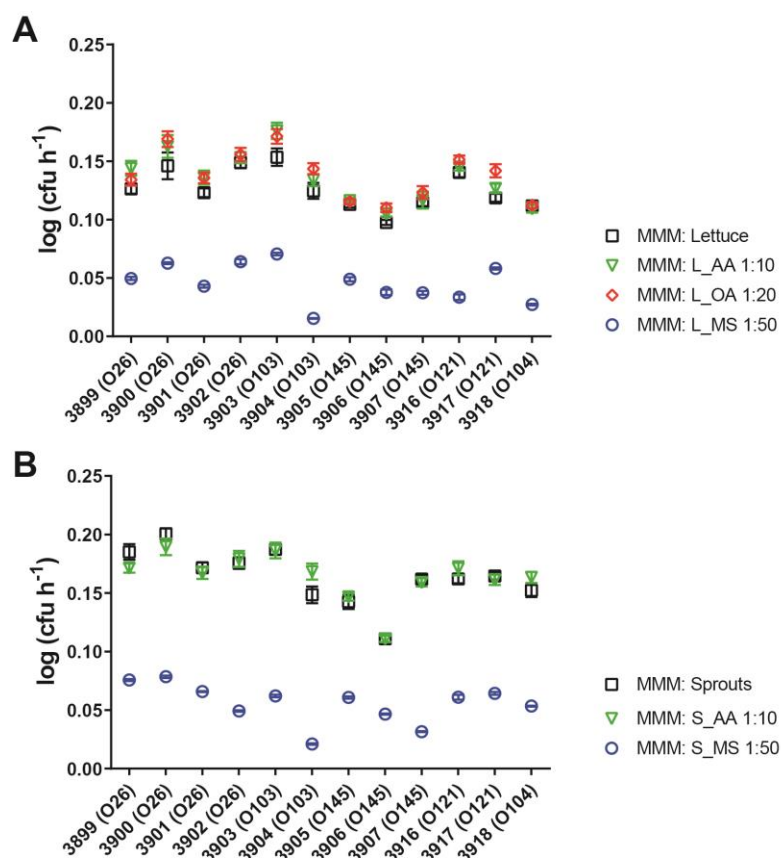 A
log (cfu h⁻¹)
0.25
0.20
0.15
0.10
0.05
0.00
3899 (O26)
3900 (O26)
3901 (O26)
3902 (O26)
3903 (O103)
3904 (O103)
3905 (O145)
3906 (O145)
3907 (O145)
3916 (O121)
3917 (O121)
3918 (O104)
MMM: Lettuce
MMM: L_AA 1:10
MMM: L_OA 1:20
MMM: L_MS 1:50
B
log (cfu h⁻¹)
0.25
0.20
0.15
0.10
0.05
0.00
3899 (O26)
3900 (O26)
3901 (O26)
3902 (O26)
3903 (O103)
3904 (O103)
3905 (O145)
3906 (O145)
3907 (O145)
3916 (O121)
3917 (O121)
3918 (O104)
MMM: Sprouts
MMM: S_AA 1:10
MMM: S_MS 1:50